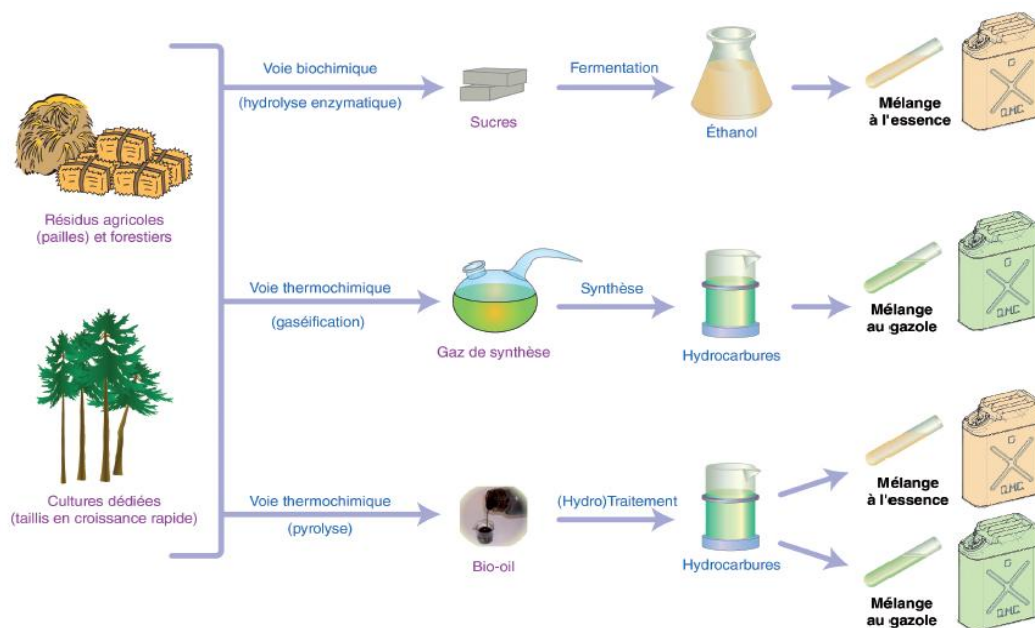 Résidus agricoles
(pailles) et forestiers
Cultures dédiées
(taillis en croissance rapide)
Voie biochimique
(hydrolyse enzymatique)
Sucres
Fermentation
Éthanol
Mélange
à l'essence
Q.M.C.
Voie thermochimique
(gaséification)
Gaz de synthèse
Synthèse
Hydrocarbures
Mélange
au gazole
Q.M.C.
Voie thermochimique
(pyrolyse)
Bio-oil
(Hydro)Traitement
Hydrocarbures
Mélange
à l'essence
Q.M.C.
Mélange
au gazole
Q.M.C.